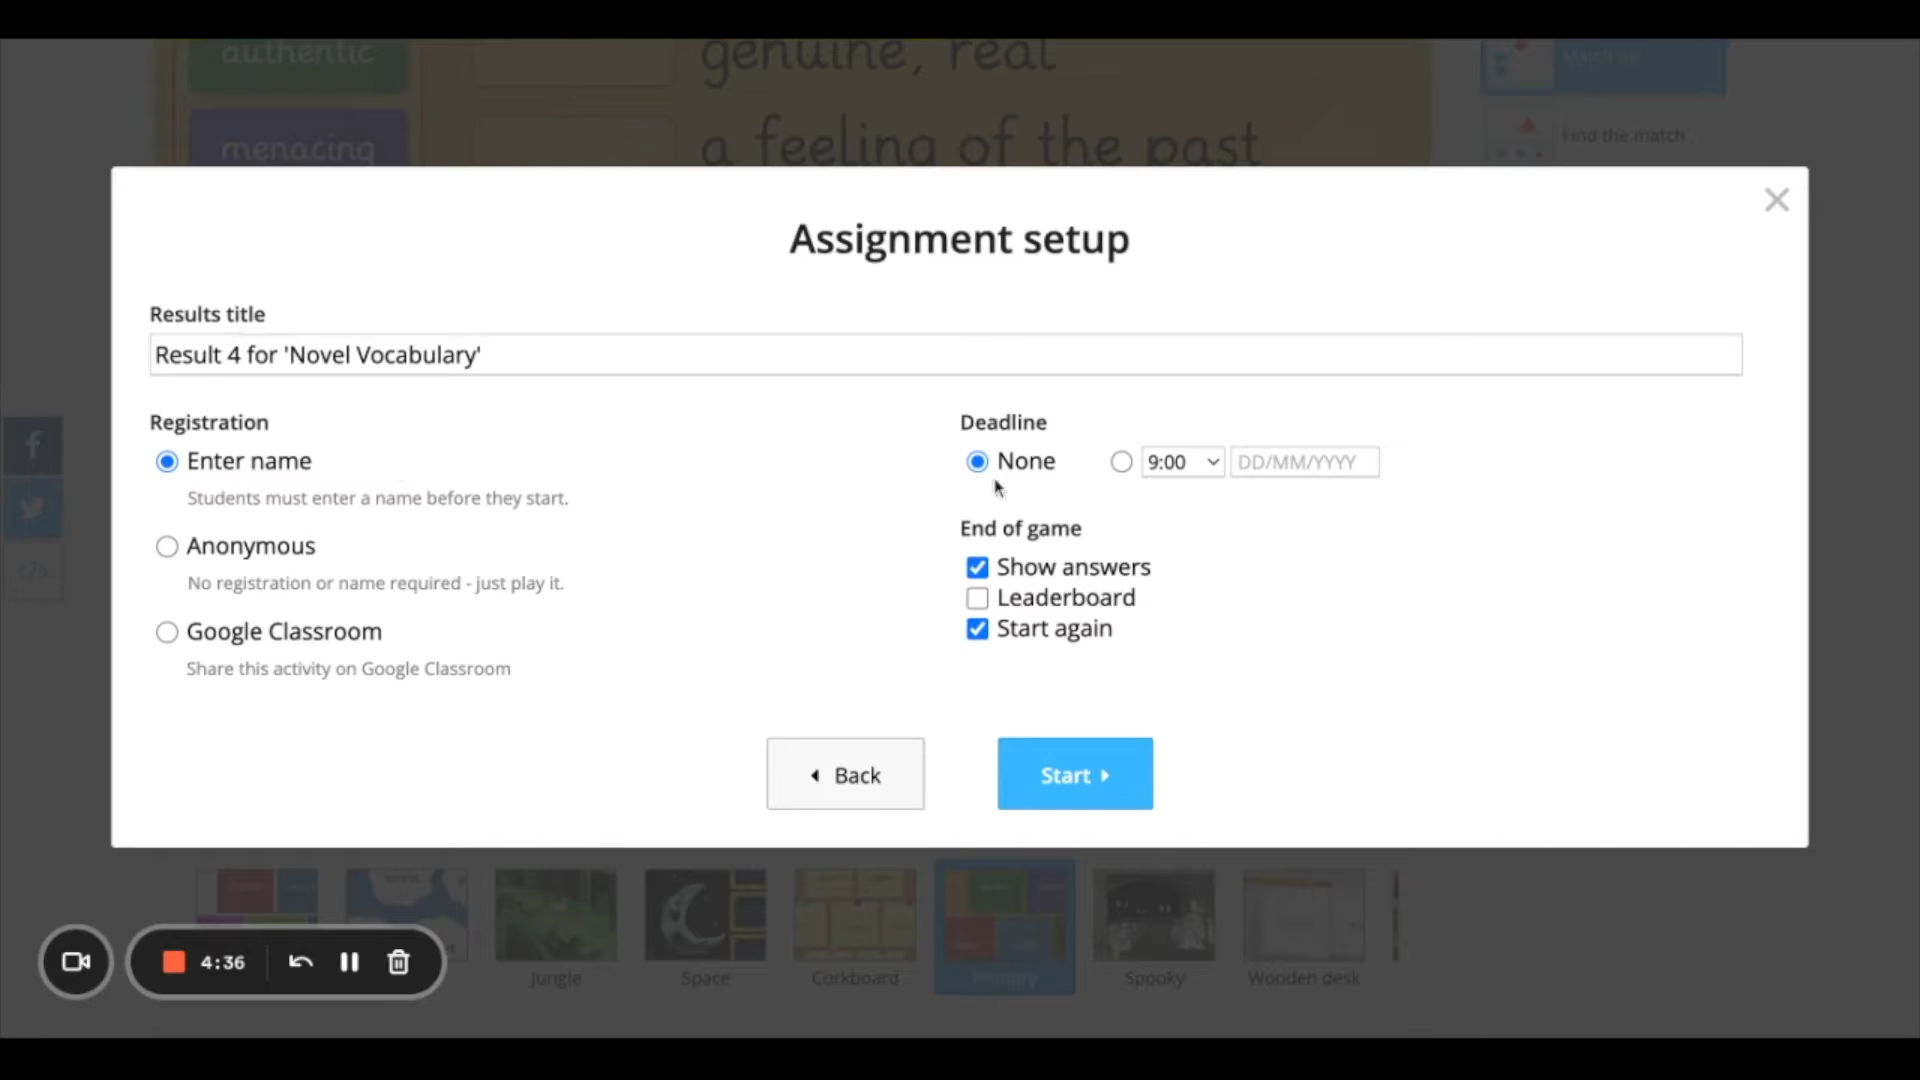 authentic
genuine, real
Match up
menacing
a feeling of the past
Find the match
Assignment setup
Results title
Result 4 for 'Novel Vocabulary'
Registration
Deadline
Enter name
None
9:00
DD/MM/YYYY
Students must enter a name before they start.
End of game
Anonymous
Show answers
No registration or name required - just play it.
Leaderboard
Google Classroom
Start again
Share this activity on Google Classroom
Back
Start
4:36
Jungle
Space
Corkboard
Primary
Spooky
Wooden desk